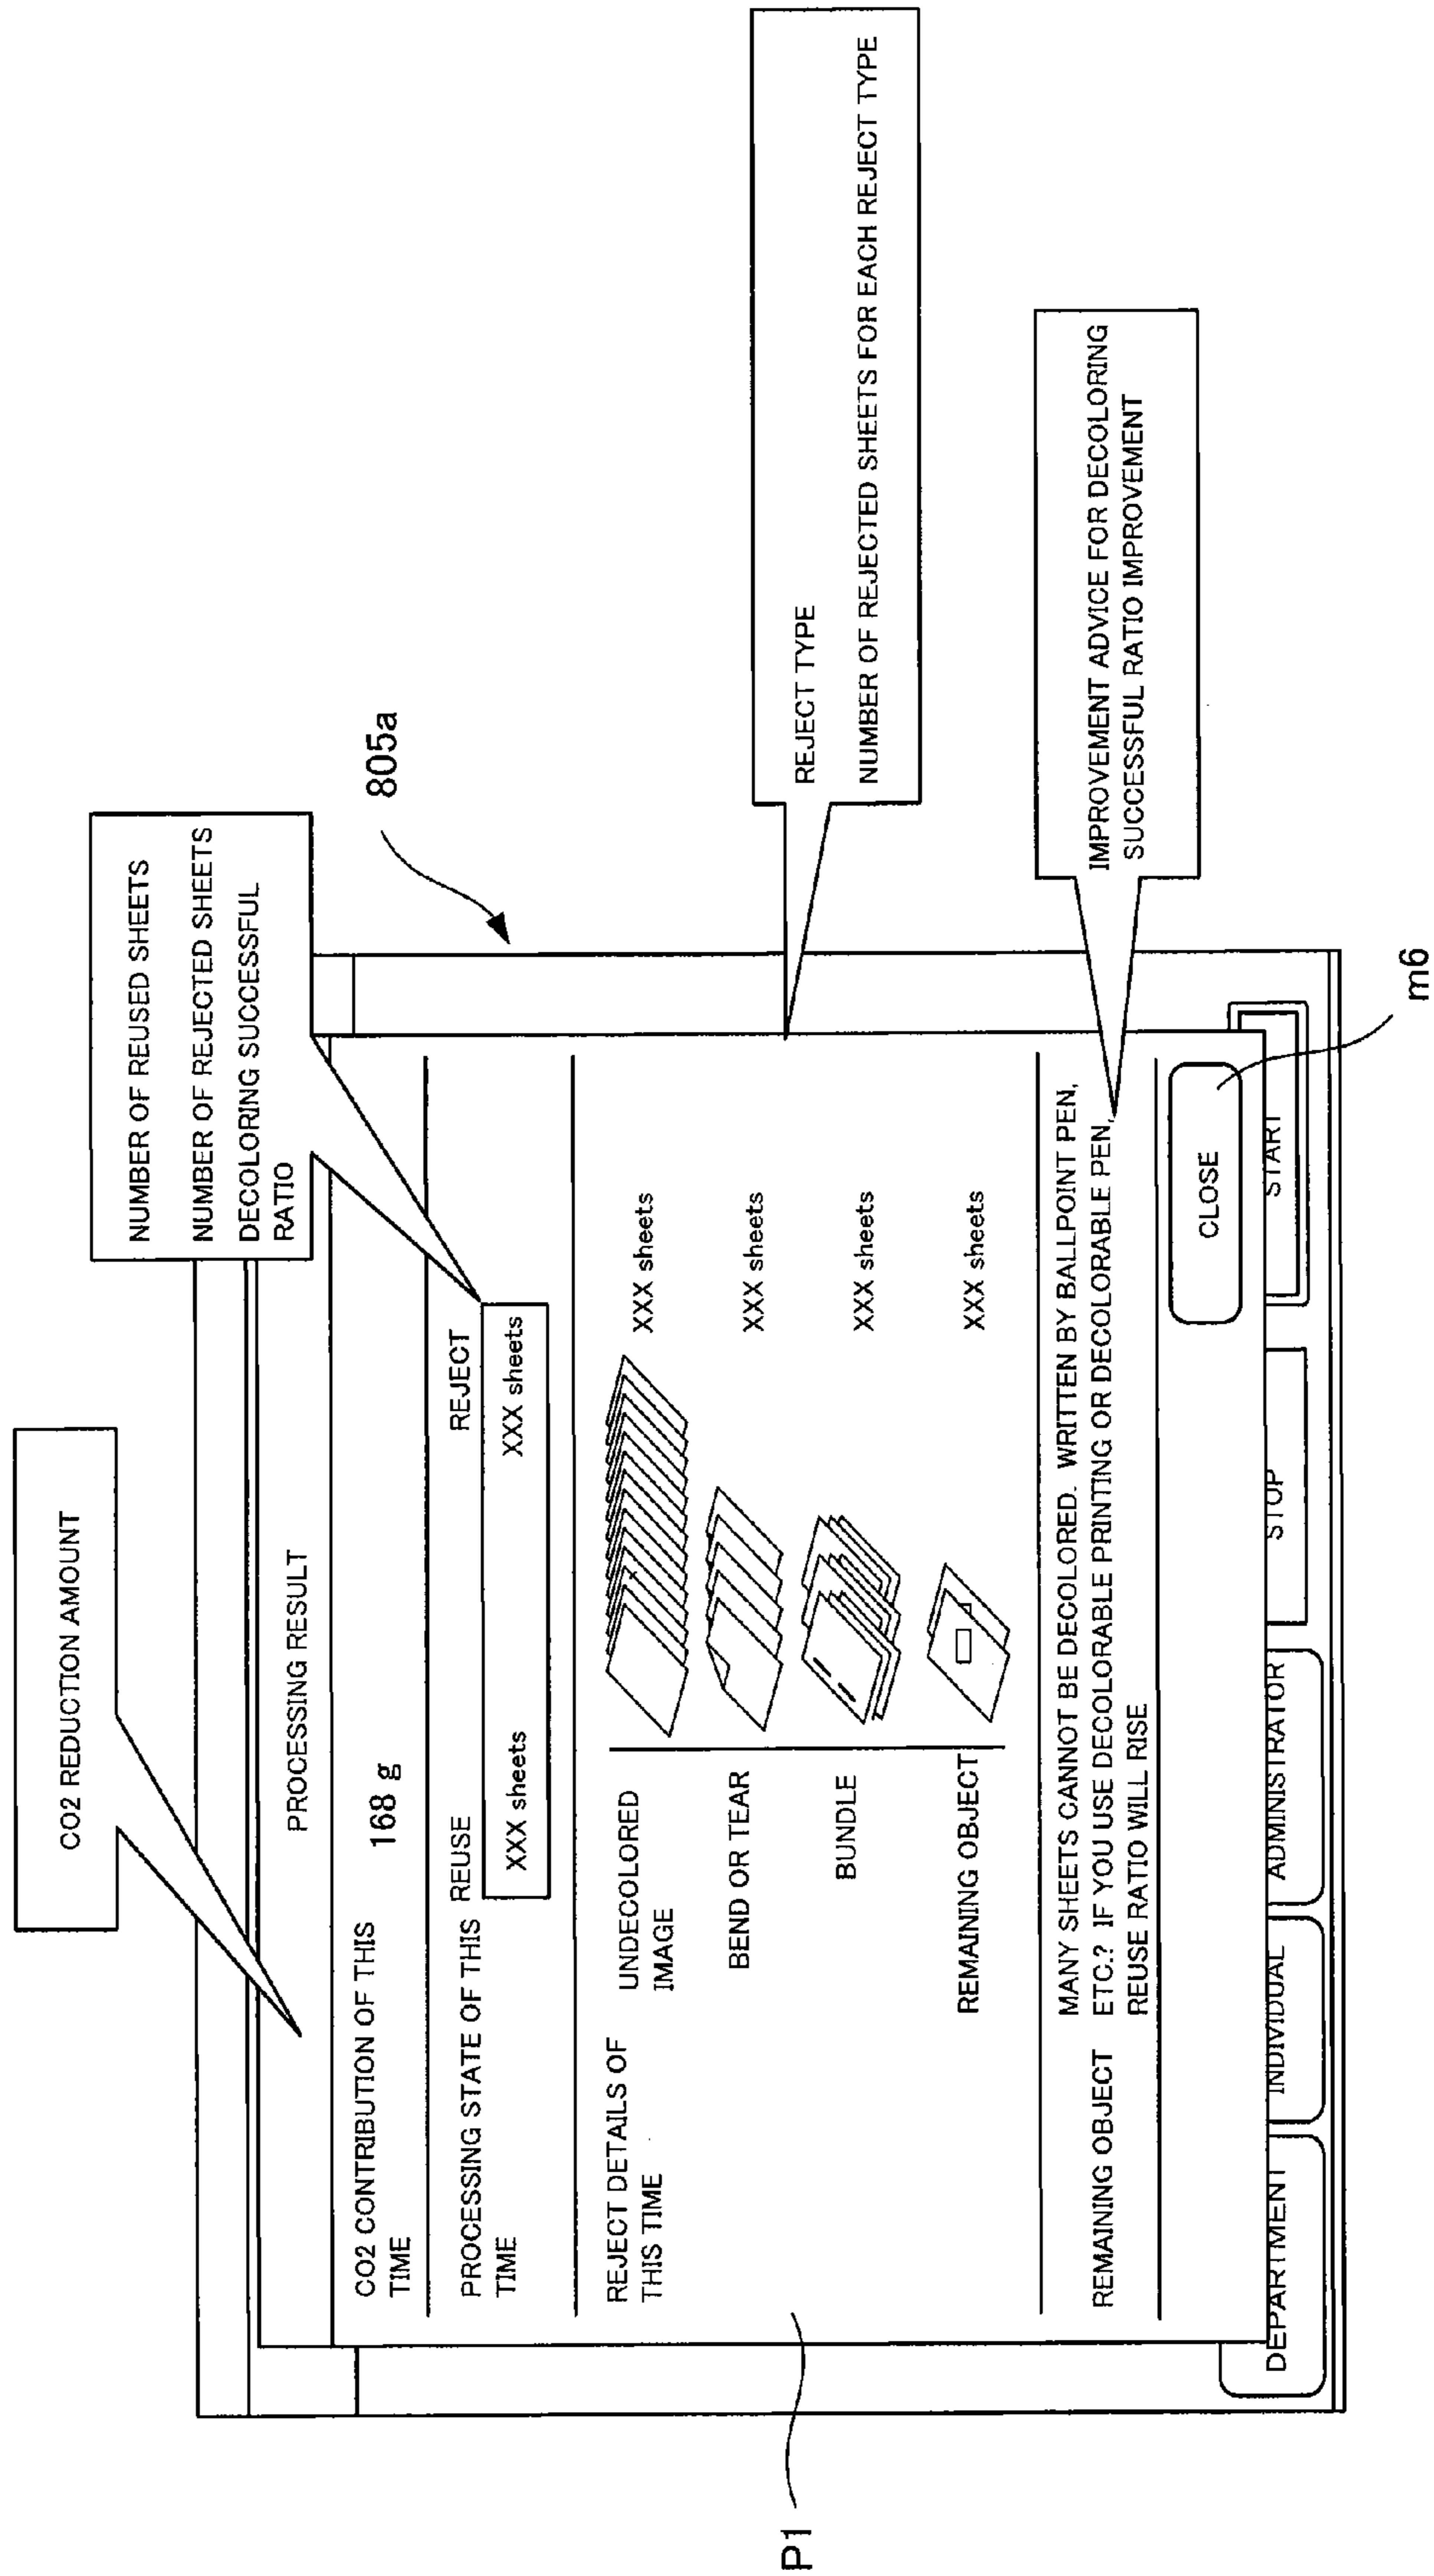 CO2 REDUCTION AMOUNT
NUMBER OF REUSED SHEETS
NUMBER OF REJECTED SHEETS
DECOLORING SUCCESSFUL
RATIO
805a
PROCESSING RESULT
CO2 CONTRIBUTION OF THIS
TIME
168 g
PROCESSING STATE OF THIS
TIME
REUSE
REJECT
XXX sheets
XXX sheets
REJECT DETAILS OF
THIS TIME
UNDECOLORED
IMAGE
XXX sheets
BEND OR TEAR
XXX sheets
BUNDLE
XXX sheets
REMAINING OBJECT
XXX sheets
REJECT TYPE
NUMBER OF REJECTED SHEETS FOR EACH REJECT TYPE
REMAINING OBJECT
MANY SHEETS CANNOT BE DECOLORED. WRITTEN BY BALLPOINT PEN,
ETC.? IF YOU USE DECOLORABLE PRINTING OR DECOLORABLE PEN,
REUSE RATIO WILL RISE
IMPROVEMENT ADVICE FOR DECOLORING
SUCCESSFUL RATIO IMPROVEMENT
CLOSE
DEPARTMENT
INDIVIDUAL
ADMINISTRATOR
STOP
START
P1
m6